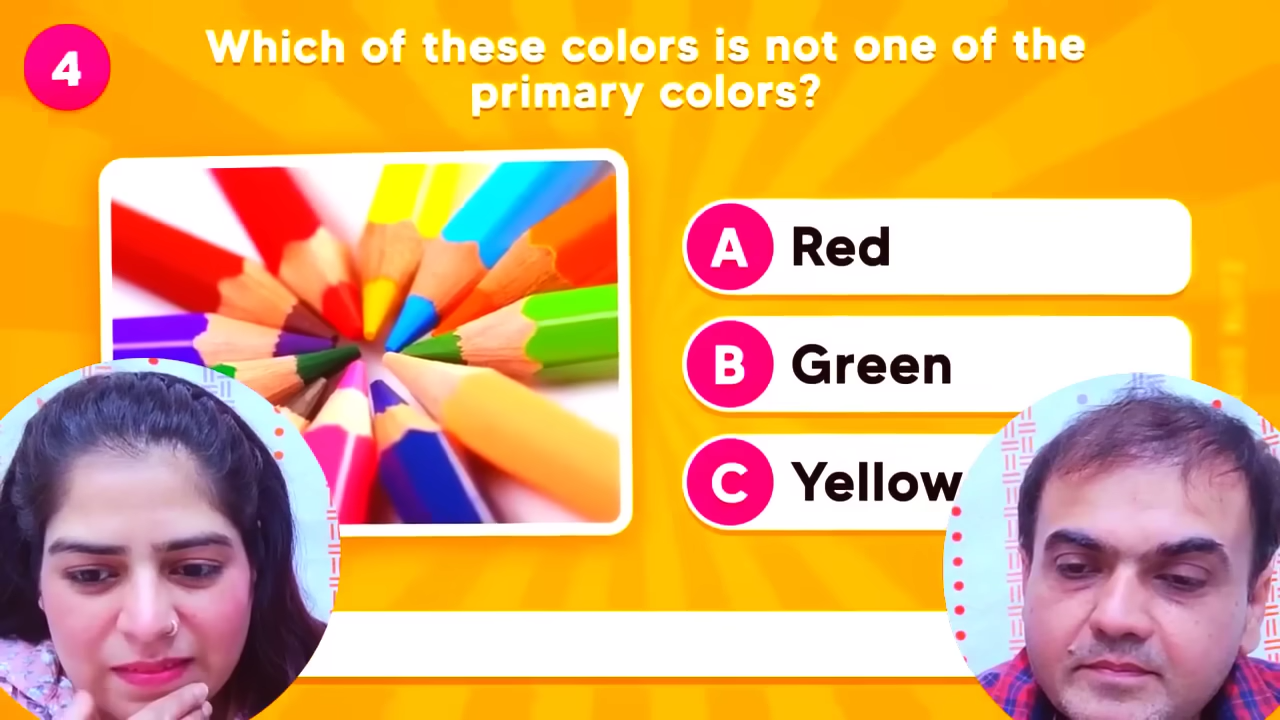 4
Which of these colors is not one of the
primary colors?
A Red
B Green
C Yellow